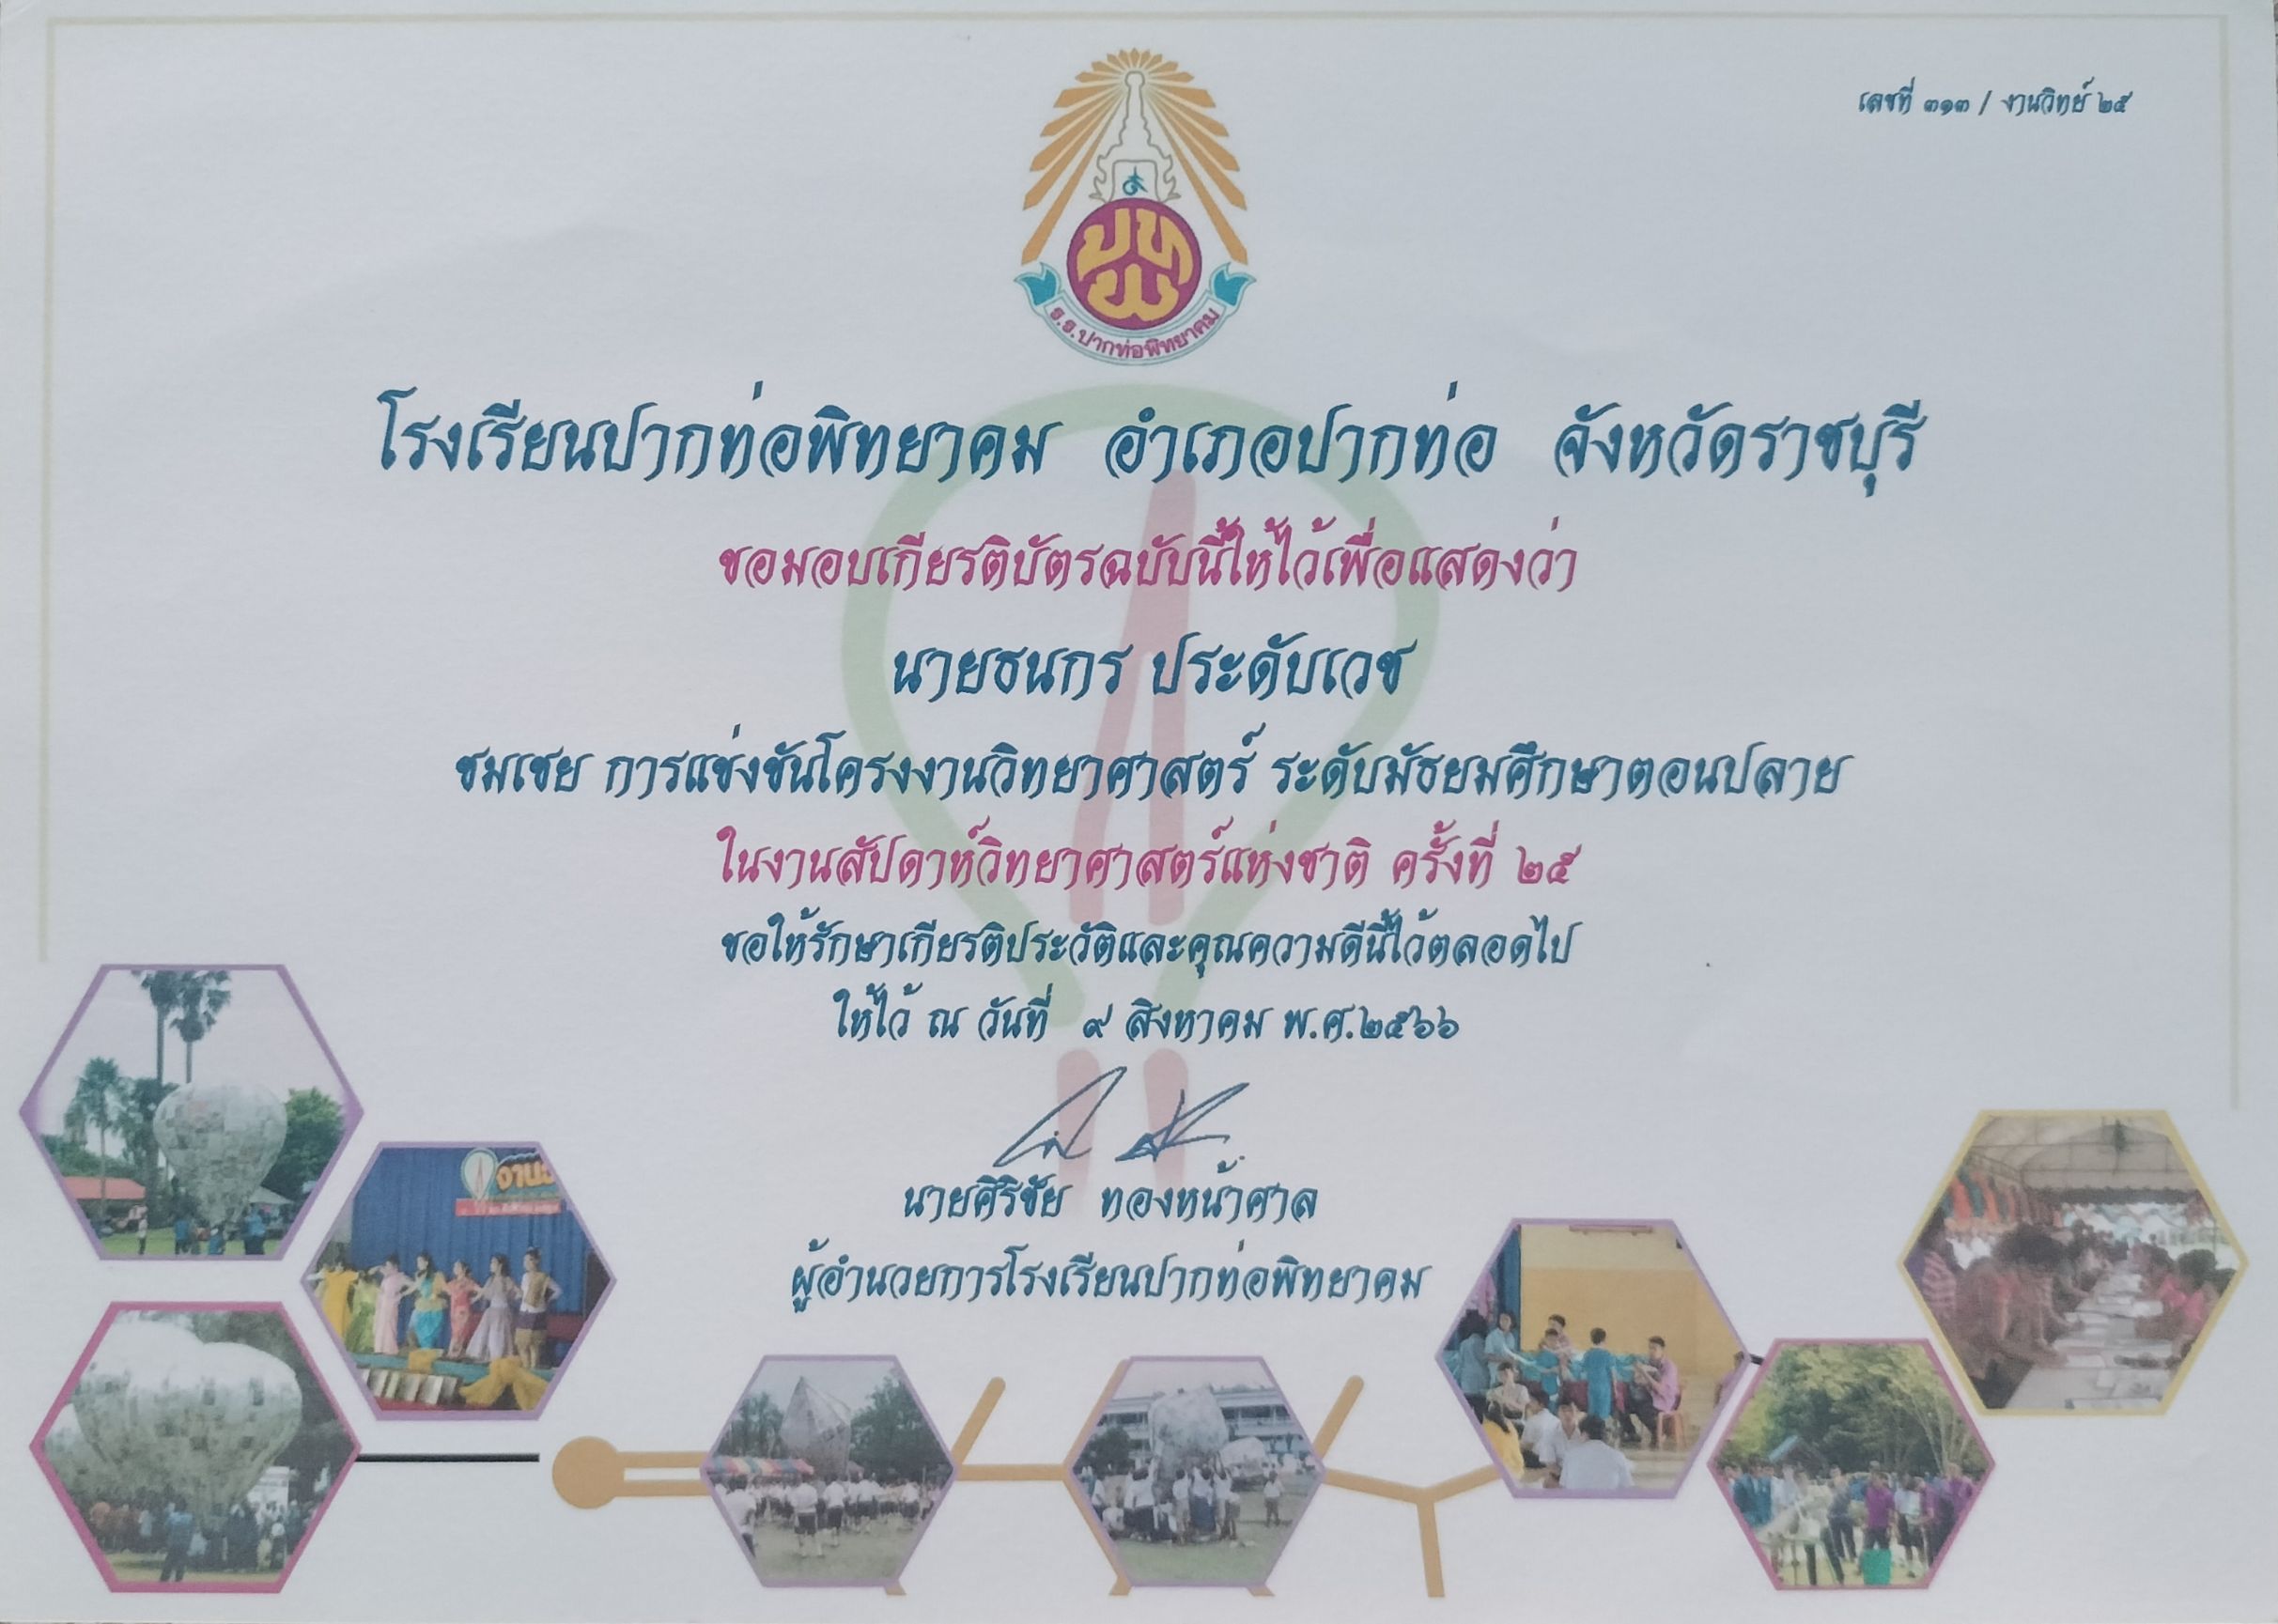 เลขที่ ๓๑๓ / งานวิทย์ ๒๕
ปทพ
ร.ร.ปากท่อพิทยาคม
โรงเรียนปากท่อพิทยาคม อำเภอปากท่อ จังหวัดราชบุรี
ขอมอบเกียรติบัตรฉบับนี้ให้ไว้เพื่อแสดงว่า
นายธนกร ประดับเวช
ชมเชย การแข่งขันโครงงานวิทยาศาสตร์ ระดับมัธยมศึกษาตอนปลาย
ในงานสัปดาห์วิทยาศาสตร์แห่งชาติ ครั้งที่ ๒๕
ขอให้รักษาเกียรติประวัติและคุณความดีนี้ไว้ตลอดไป
ให้ไว้ ณ วันที่ ๙ สิงหาคม พ.ศ.๒๕๖๖
นายศิริชัย ทองหน้าศาล
ผู้อำนวยการโรงเรียนปากท่อพิทยาคม